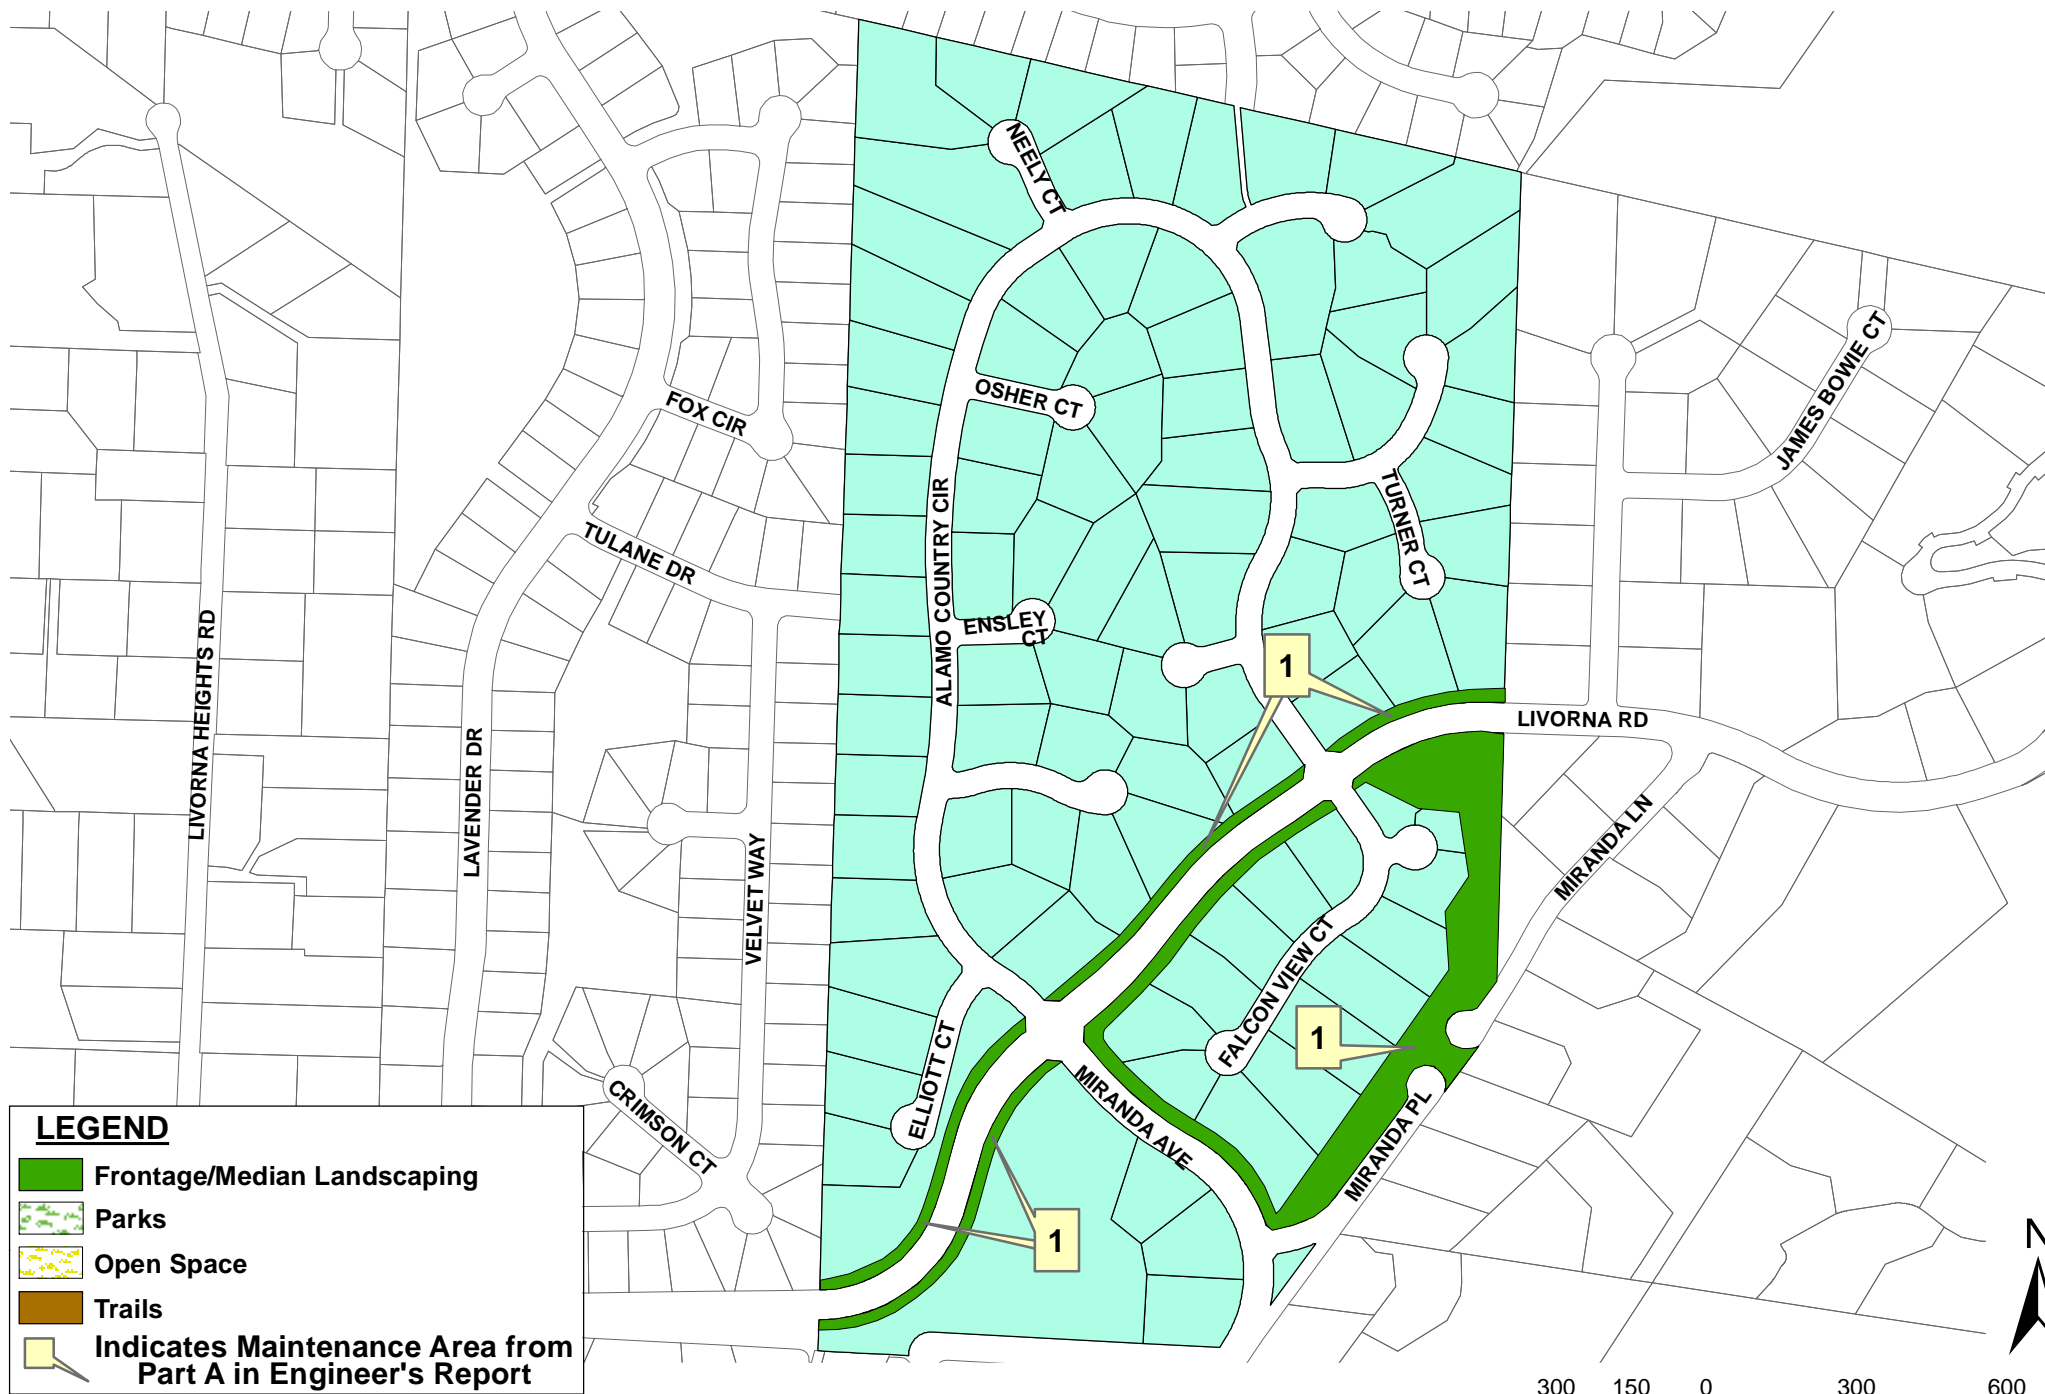 NEELY CT
FOX CIR
OSHER CT
JAMES BOWIE CT
TULANE DR
ALAMO COUNTRY CIR
TURNER CT
ENSLEY
CT
LIVORNA HEIGHTS RD
1
LIVORNA RD
LAVENDER DR
VELVET WAY
MIRANDA LN
FALCON VIEW CT
1
ELLIOTT CT
MIRANDA AVE
MIRANDA PL
CRIMSON CT
1
LEGEND
Frontage/Median Landscaping
Parks
Open Space
Trails
Indicates Maintenance Area from
Part A in Engineer's Report
N
300 150 0 300 600